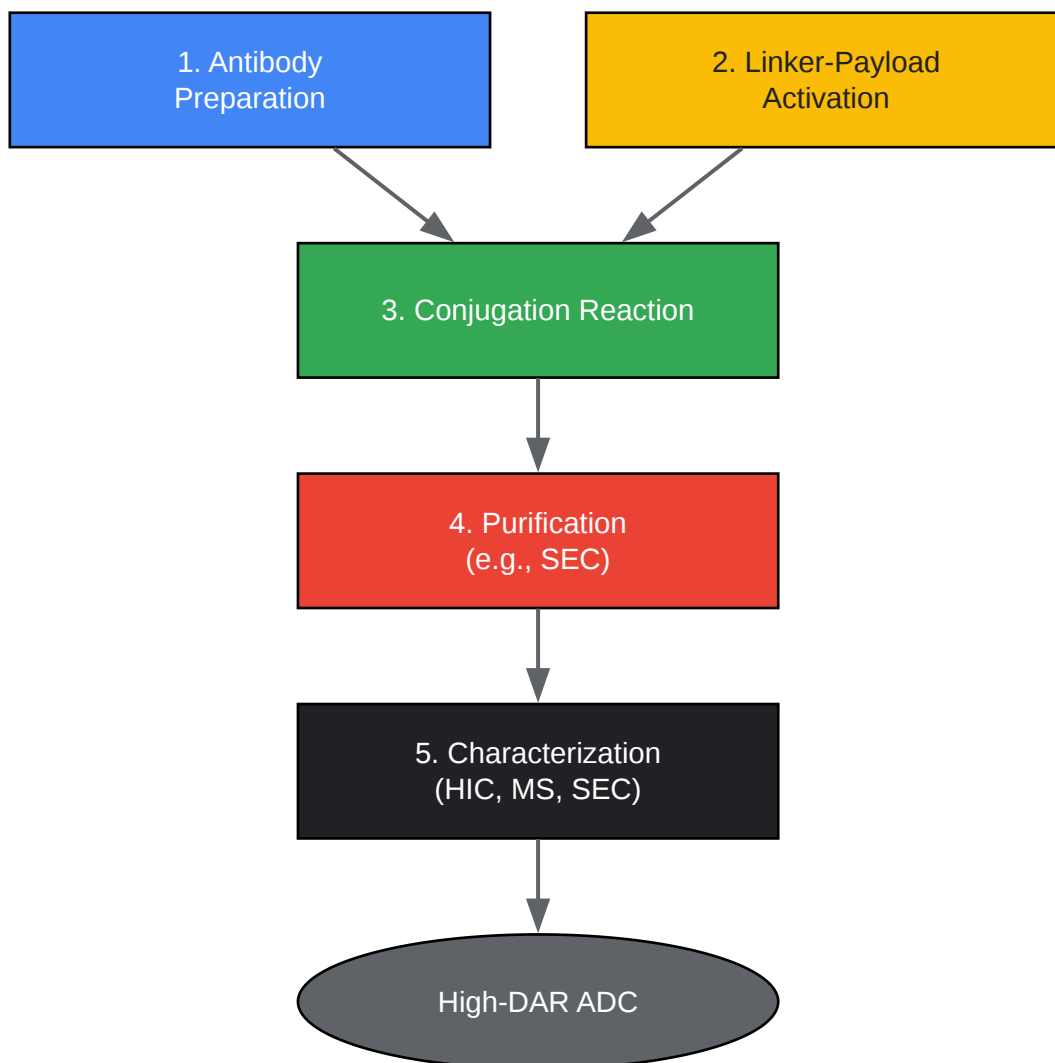 1. Antibody
Preparation
2. Linker-Payload
Activation
3. Conjugation Reaction
4. Purification
(e.g., SEC)
5. Characterization
(HIC, MS, SEC)
High-DAR ADC